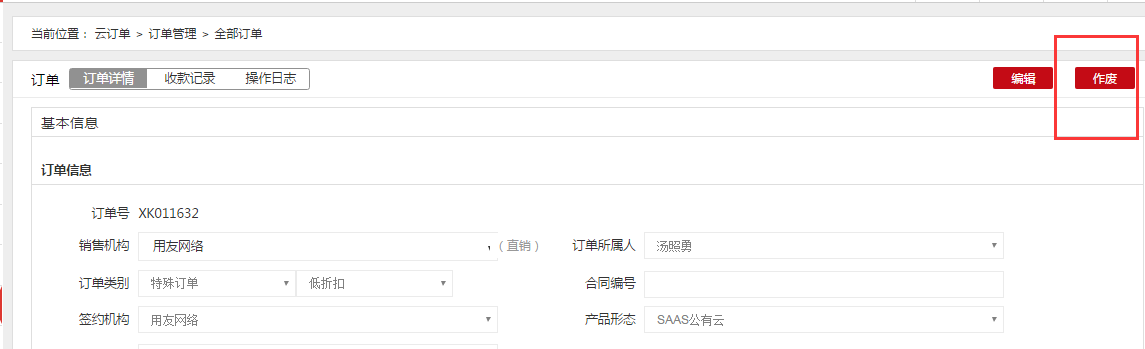 当前位置： 云订单 > 订单管理 > 全部订单
订单 订单详情 收款记录 操作日志 编辑 作废
基本信息
订单信息
订单号 XK011632
销售机构 用友网络 （直销） 订单所属人 汤照勇
订单类别 特殊订单 低折扣 合同编号
签约机构 用友网络 产品形态 SAAS公有云